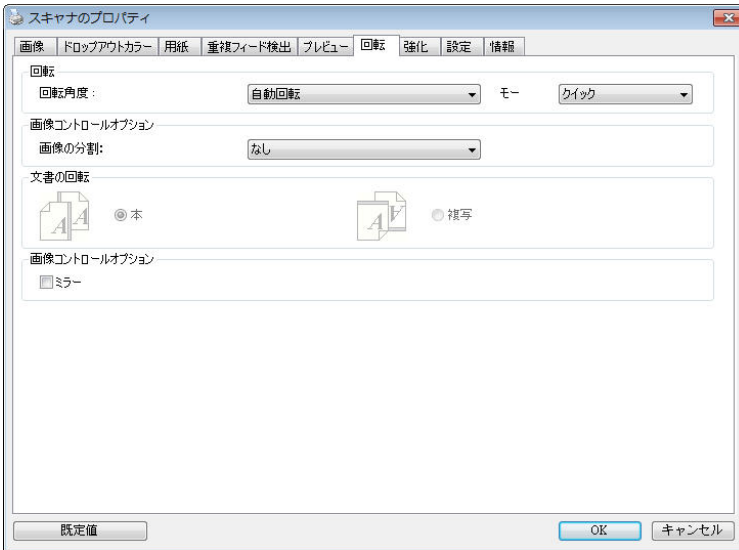 スキャナのプロパティ
画像 ドロップアウトカラー 用紙 重複フィード検出 プレビュー 回転 強化 設定 情報
回転
回転角度： 自動回転 モー クイック
画像コントロールオプション
画像の分割: なし
文書の回転
A A 本 A A 複写
画像コントロールオプション
ミラー
既定値 OK キャンセル